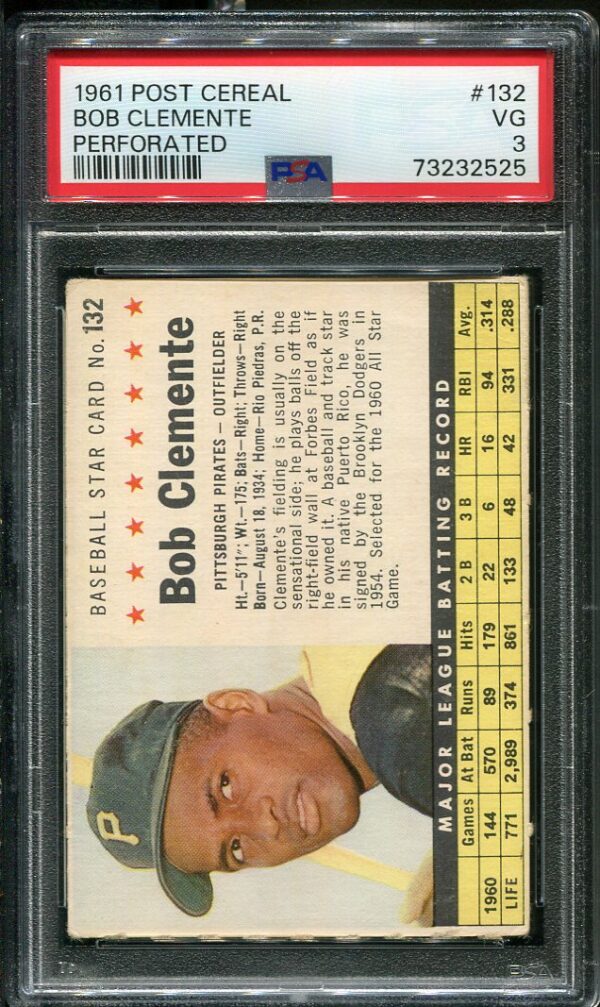 1961 POST CEREAL #132
BOB CLEMENTE VG
PERFORATED 3
PSA 73232525
BASEBALL STAR CARD No. 132
Bob Clemente
PITTSBURGH PIRATES — OUTFIELDER
Ht.—5'11"; Wt.—175; Bats—Right; Throws—Right
Born—August 18, 1934; Home—Rio Piedras, P.R.
Clemente's fielding is usually on the
sensational side; he plays balls off the
right-field wall at Forbes Field as if
he owned it. A baseball and track star
in his native Puerto Rico, he was
signed by the Brooklyn Dodgers in
1954. Selected for the 1960 All Star
Game.
P
MAJOR LEAGUE BATTING RECORD
Games At Bat Runs Hits 2 B 3 B HR RBI Avg.
1960 144 570 89 179 22 6 16 94 .314
LIFE 771 2,989 374 861 133 48 42 331 .288
PSA